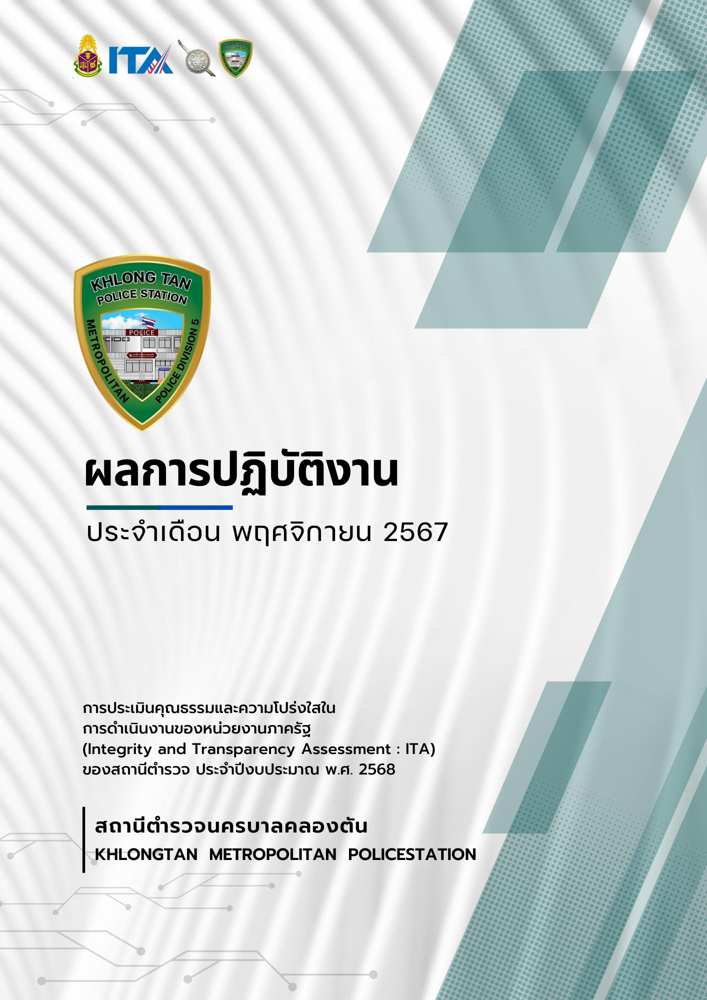 ITA
KHLONG TAN
POLICE STATION
METROPOLITAN
POLICE DIVISION 5
POLICE
ผลการปฏิบัติงาน
ประจำเดือน พฤศจิกายน 2567
การประเมินคุณธรรมและความโปร่งใสใน
การดำเนินงานของหน่วยงานภาครัฐ
(Integrity and Transparency Assessment : ITA)
ของสถานีตำรวจ ประจำปีงบประมาณ พ.ศ. 2568
สถานีตำรวจนครบาลคลองตัน
KHLONGTAN METROPOLITAN POLICESTATION